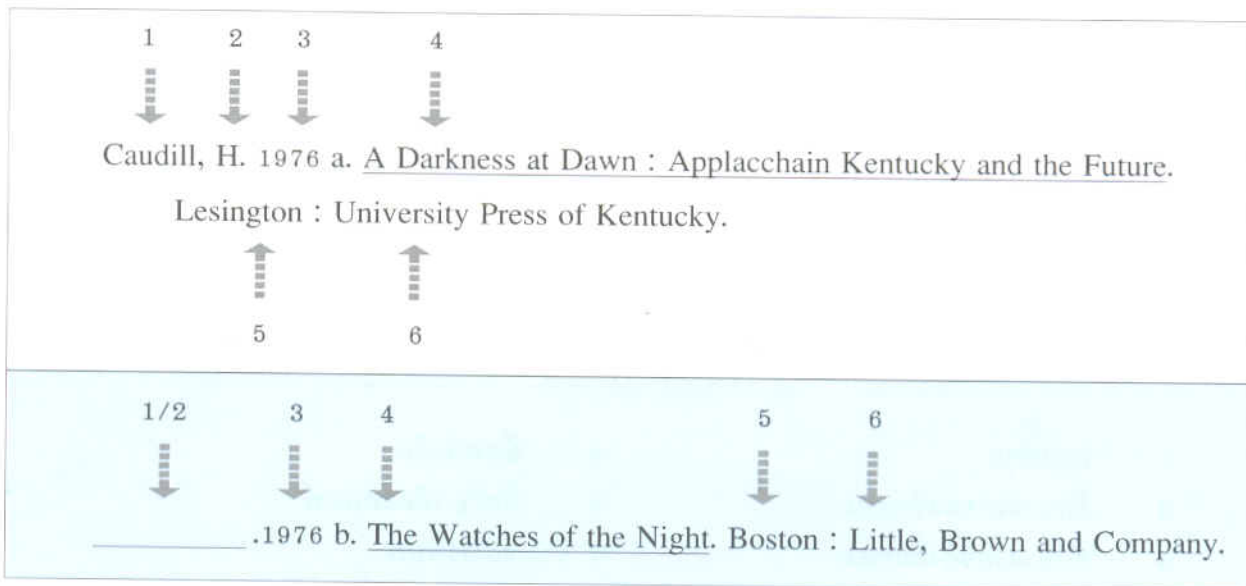 1 2 3 4
Caudill, H. 1976 a. A Darkness at Dawn : Applacchain Kentucky and the Future.
Lesington : University Press of Kentucky.
5 6
1/2 3 4 5 6
________ .1976 b. The Watches of the Night. Boston : Little, Brown and Company.